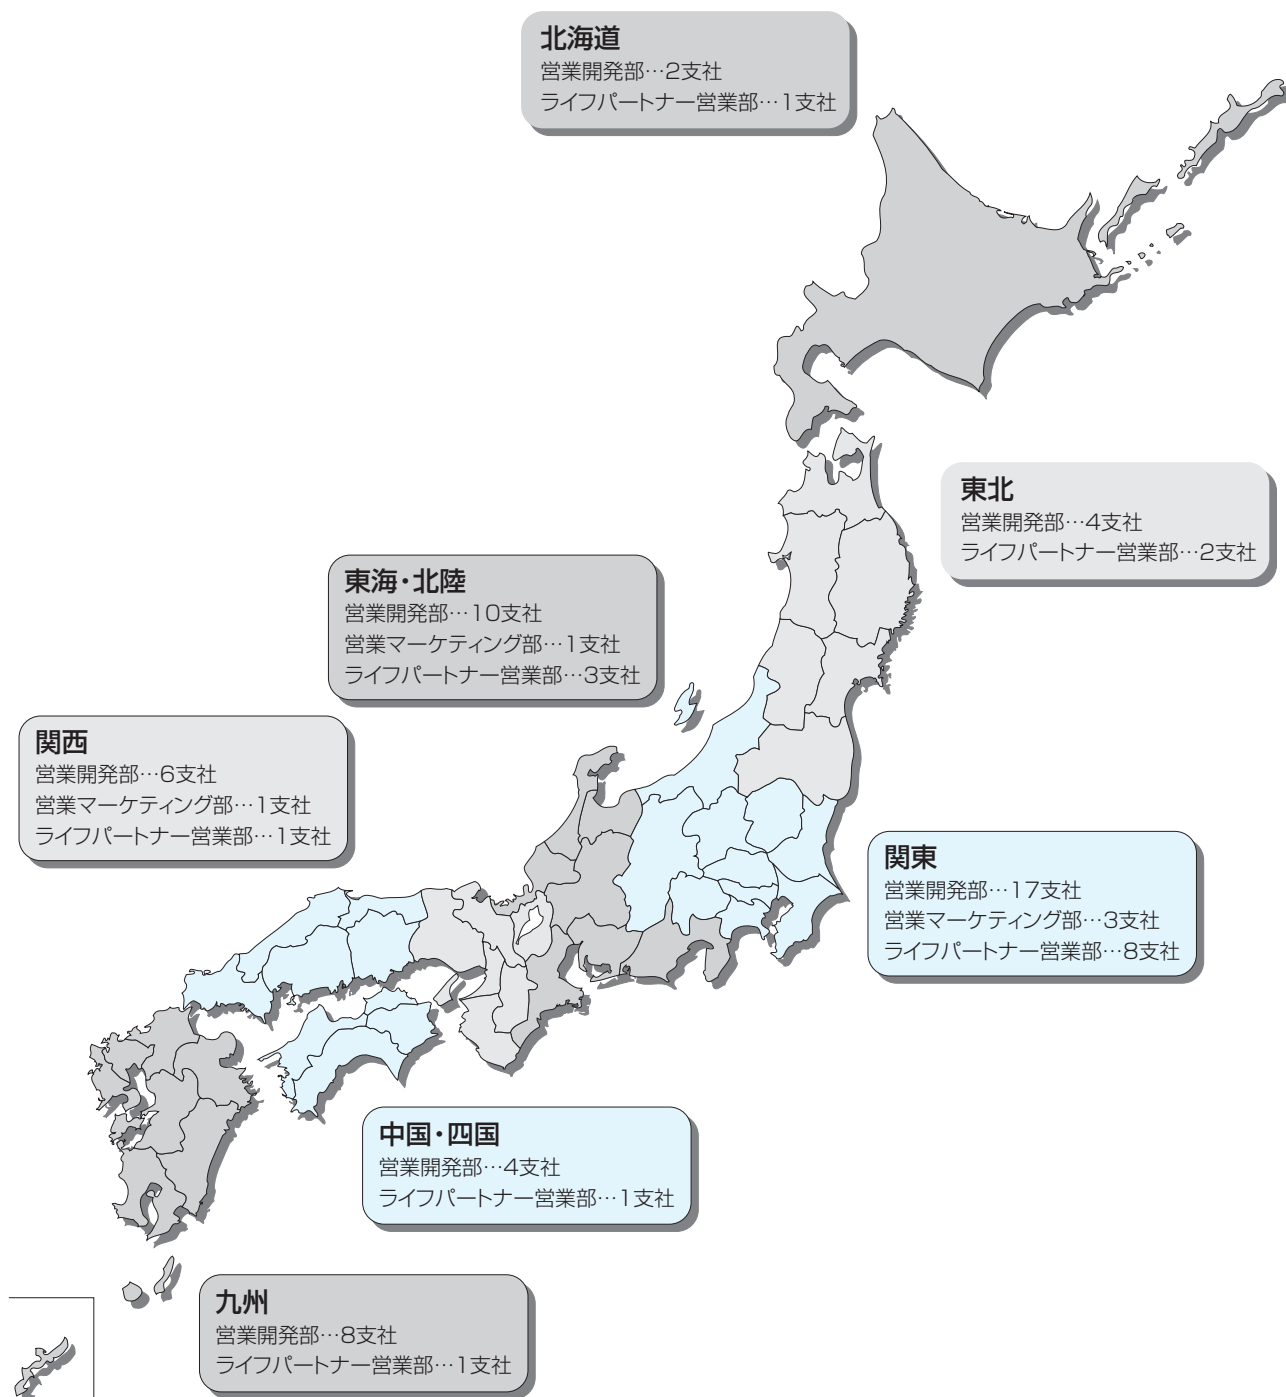 北海道
営業開発部…2支社
ライフパートナー営業部…1支社
東北
営業開発部…4支社
ライフパートナー営業部…2支社
東海・北陸
営業開発部…10支社
営業マーケティング部…1支社
ライフパートナー営業部…3支社
関西
営業開発部…6支社
営業マーケティング部…1支社
ライフパートナー営業部…1支社
関東
営業開発部…17支社
営業マーケティング部…3支社
ライフパートナー営業部…8支社
中国・四国
営業開発部…4支社
ライフパートナー営業部…1支社
九州
営業開発部…8支社
ライフパートナー営業部…1支社